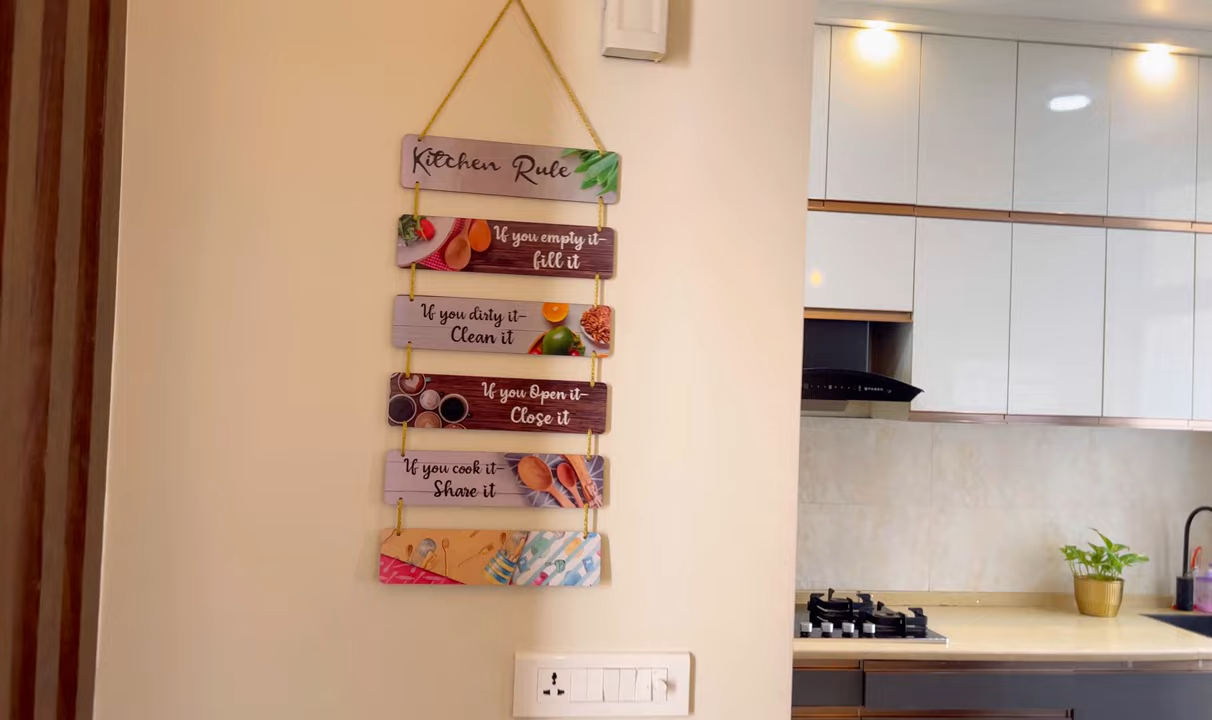 Kitchen Rule
If you empty it-
fill it
If you dirty it-
Clean it
If you Open it-
Close it
If you cook it-
Share it